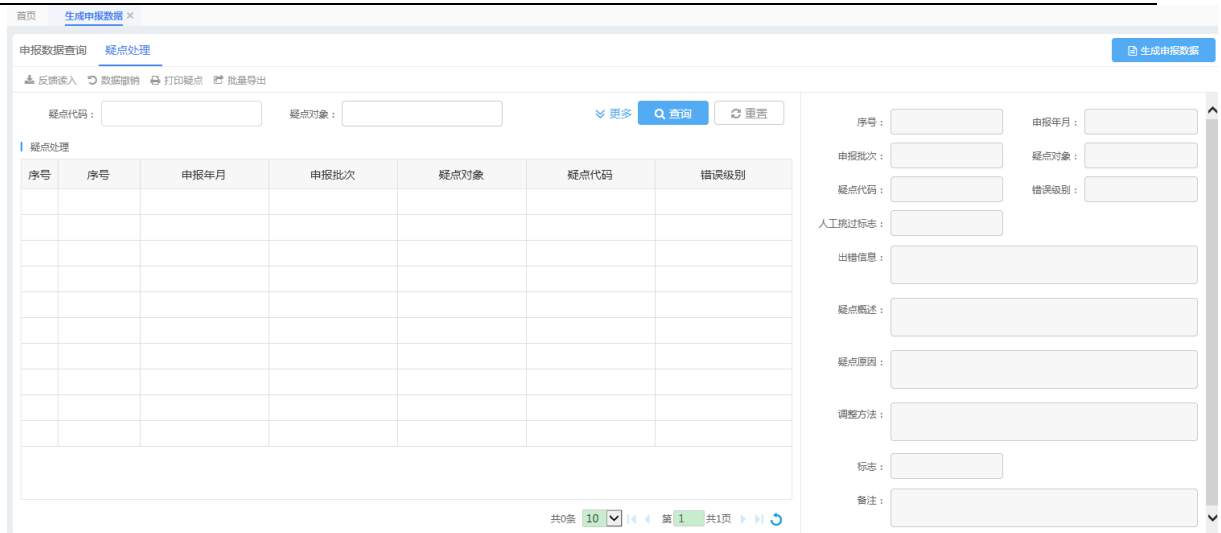 首页 生成申报数据 ×
申报数据查询 疑点处理 生成申报数据
反馈读入 数据撤销 打印疑点 批量导出
疑点代码： 疑点对象： 更多 查询 重置
疑点处理
序号 序号 申报年月 申报批次 疑点对象 疑点代码 错误级别
共0条 10 第 1 共1页
序号： 申报年月：
申报批次： 疑点对象：
疑点代码： 错误级别：
人工挑过标志：
出错信息：
疑点概述：
疑点原因：
调整方法：
标志：
备注：